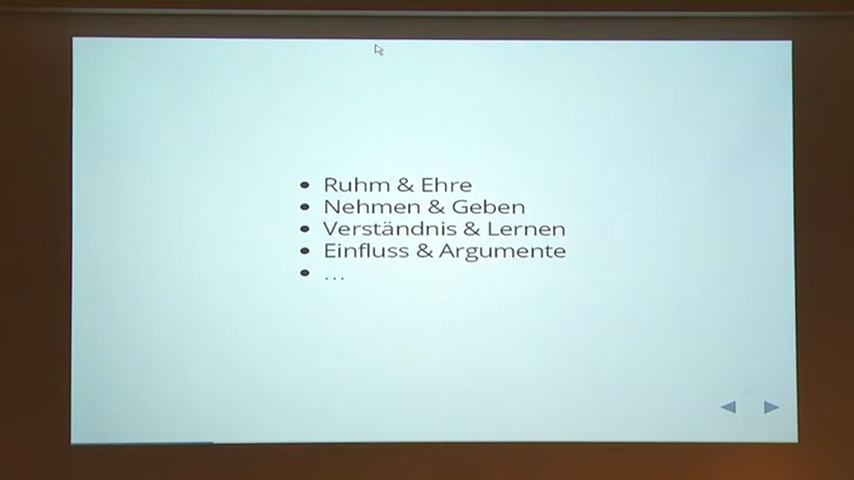 • Ruhm & Ehre
• Nehmen & Geben
• Verständnis & Lernen
• Einfluss & Argumente
• ...